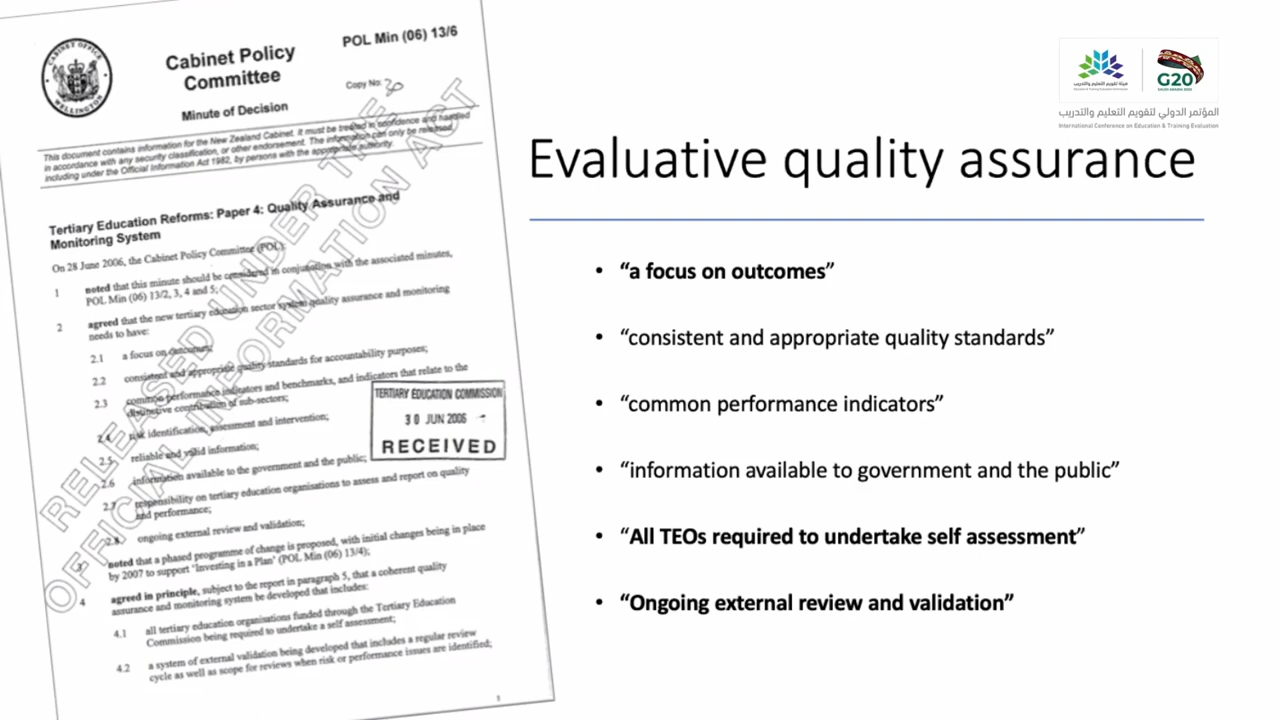 POL Min (06) 13/6
Cabinet Policy
Committee
Copy No: 20
Minute of Decision
CABINET OFFICE
WELLINGTON
This document contains information for the New Zealand Cabinet. It must be treated in confidence and handled
in accordance with any security classification, or other endorsement. The information can only be released,
including under the Official Information Act 1982, by persons with the appropriate authority.
Tertiary Education Reforms: Paper 4: Quality Assurance and
Monitoring System
On 28 June 2006, the Cabinet Policy Committee (POL):
1 noted that this minute should be considered in conjunction with the associated minutes,
POL Min (06) 13/2, 3, 4 and 5;
2 agreed that the new tertiary education sector system quality assurance and monitoring
needs to have:
2.1 a focus on outcomes;
2.2 consistent and appropriate quality standards for accountability purposes;
2.3 common performance indicators and benchmarks, and indicators that relate to the
distinctive contribution of sub-sectors;
2.4 risk identification, assessment and intervention;
2.5 reliable and valid information;
2.6 information available to the government and the public;
2.7 responsibility on tertiary education organisations to assess and report on quality
and performance;
2.8 ongoing external review and validation;
3 noted that a phased programme of change is proposed, with initial changes being in place
by 2007 to support 'Investing in a Plan' (POL Min (06) 13/4);
4 agreed in principle, subject to the report in paragraph 5, that a coherent quality
assurance and monitoring system be developed that includes:
4.1 all tertiary education organisations funded through the Tertiary Education
Commission being required to undertake a self assessment;
4.2 a system of external validation being developed that includes a regular review
cycle as well as scope for reviews when risk or performance issues are identified;
RELEASED UNDER THE
OFFICIAL INFORMATION ACT
TERTIARY EDUCATION COMMISSION
30 JUN 2006
RECEIVED
هيئة تقويم التعليم والتدريب
G20
المؤتمر الدولي لتقويم التعليم والتدريب
International Conference on Education & Training Evaluation
Evaluative quality assurance
• “a focus on outcomes”
• “consistent and appropriate quality standards”
• “common performance indicators”
• “information available to government and the public”
• “All TEOs required to undertake self assessment”
• “Ongoing external review and validation”